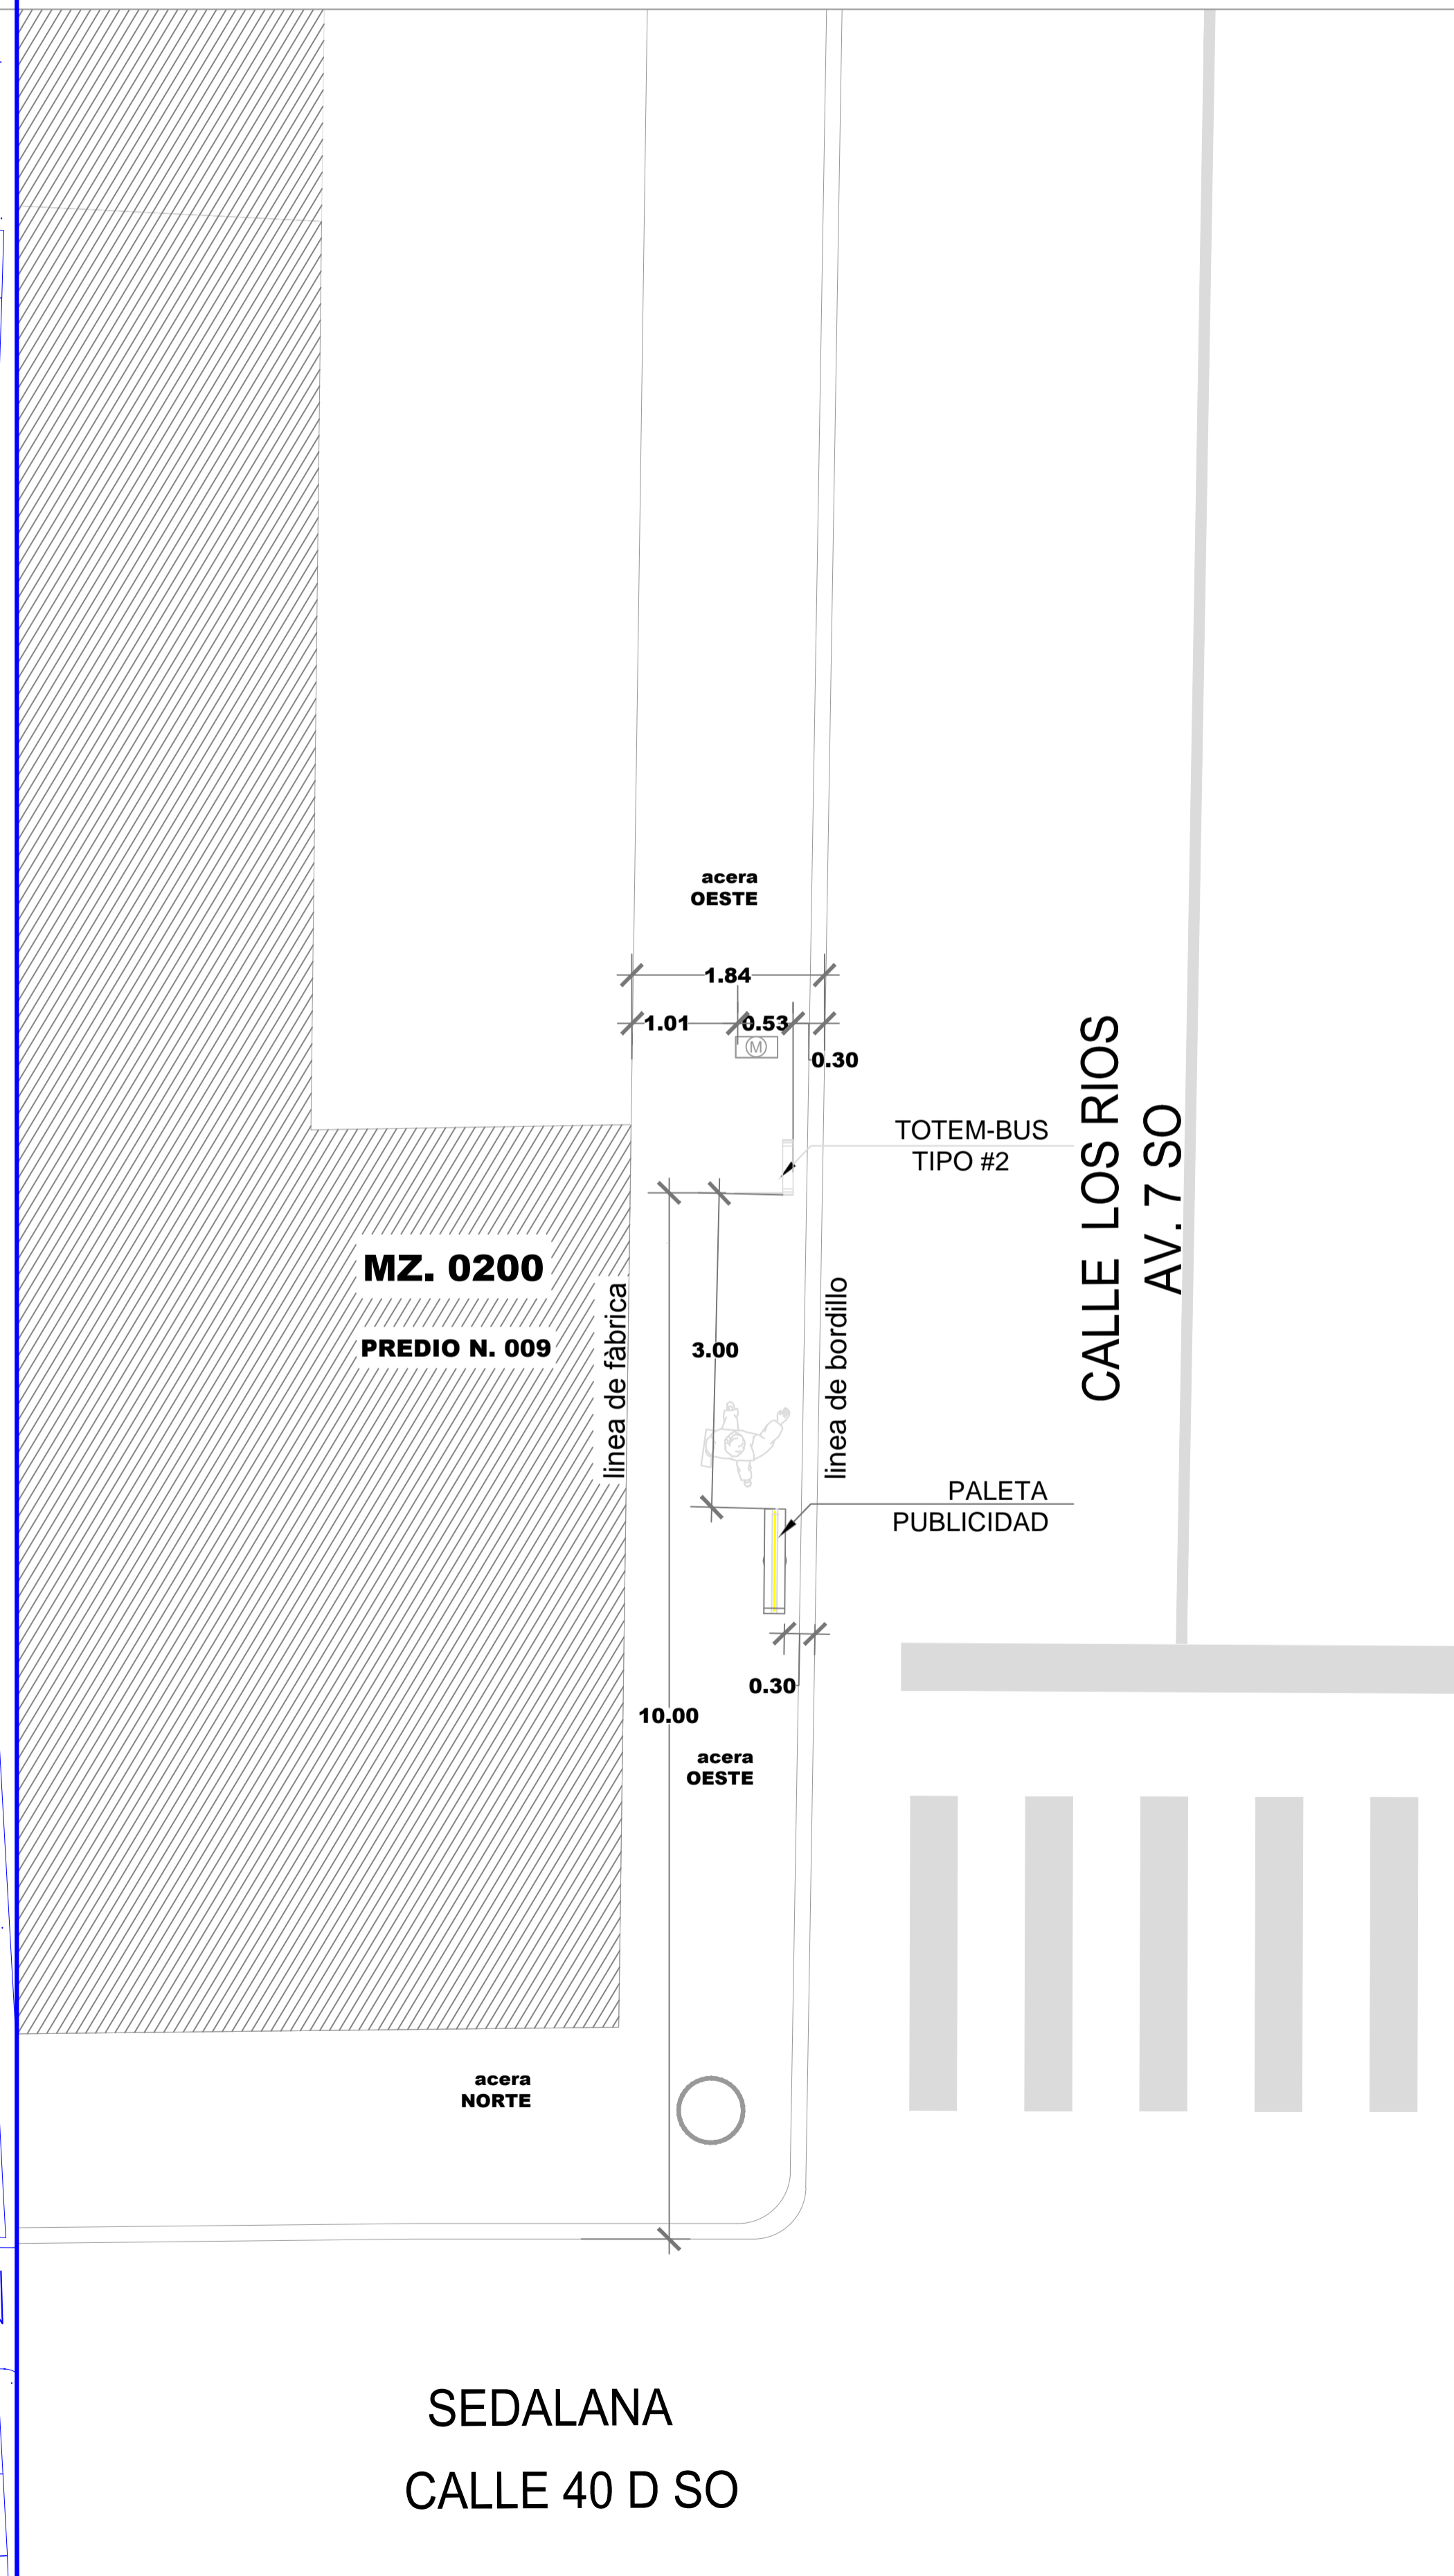 acera
OESTE
1.84
1.01
0.53
M
0.30
TOTEM-BUS
TIPO #2
CALLE LOS RIOS
AV. 7 SO
MZ. 0200
PREDIO N. 009
linea de fàbrica
3.00
linea de bordillo
PALETA
PUBLICIDAD
0.30
10.00
acera
OESTE
acera
NORTE
SEDALANA
CALLE 40 D SO